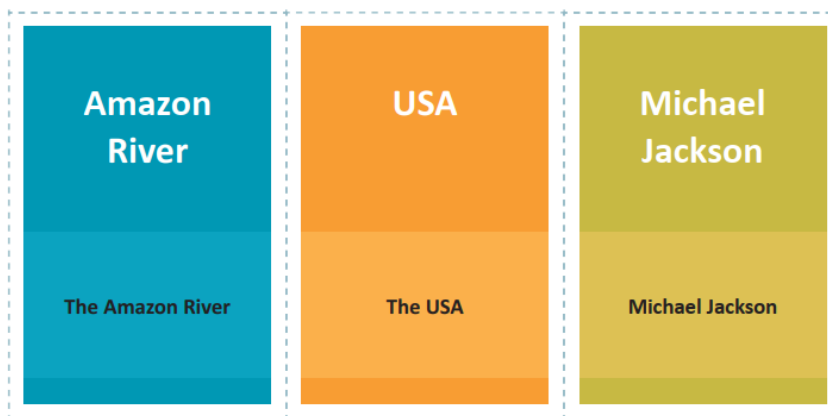 Amazon
River
The Amazon River
USA
The USA
Michael
Jackson
Michael Jackson